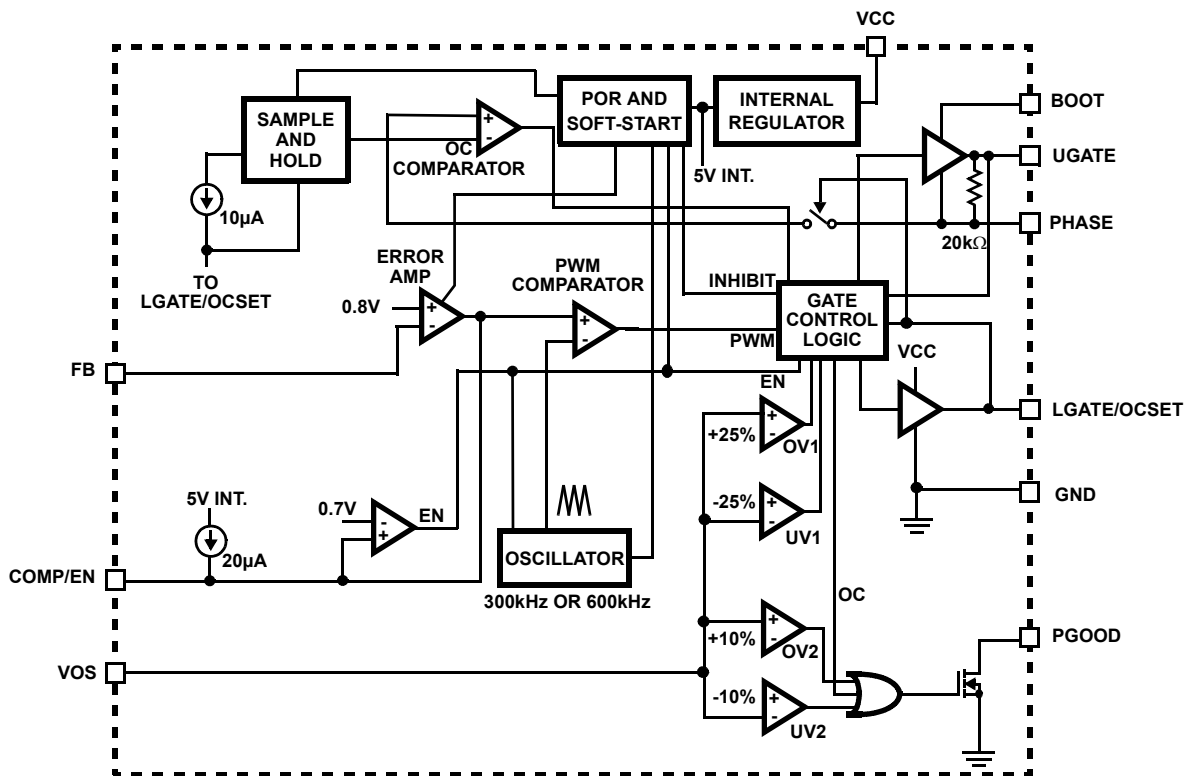 VCC
BOOT
SAMPLE
AND
HOLD
+
-
OC
COMPARATOR
POR AND
SOFT-START
INTERNAL
REGULATOR
5V INT.
UGATE
PHASE
20kΩ
10µA
TO
LGATE/OCSET
ERROR
AMP
0.8V
+
-
PWM
COMPARATOR
+
-
INHIBIT
PWM
GATE
CONTROL
LOGIC
VCC
FB
EN
+25%
+
-
OV1
LGATE/OCSET
GND
5V INT.
20µA
0.7V
-
+
EN
-25%
+
-
UV1
OSCILLATOR
300kHz OR 600kHz
COMP/EN
OC
+10%
+
-
OV2
PGOOD
VOS
-10%
+
-
UV2